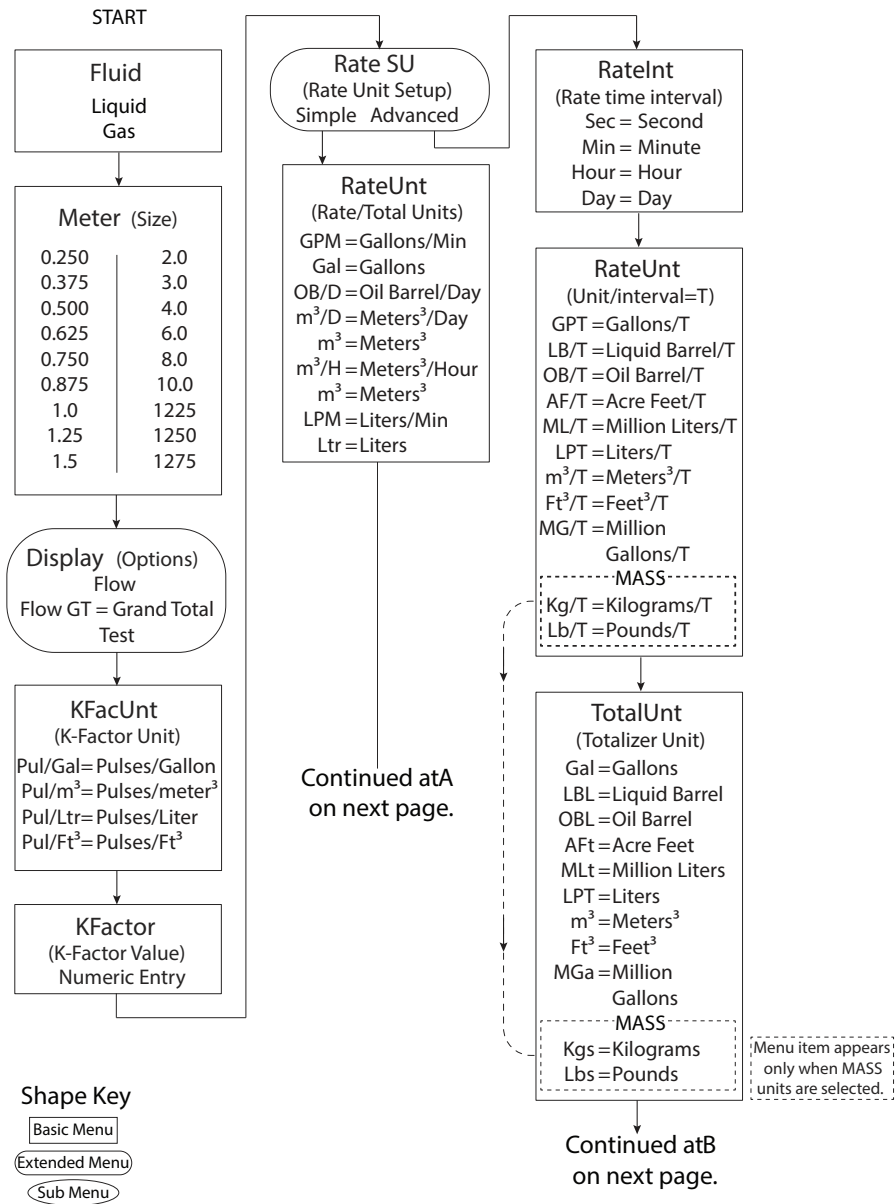 START
Fluid
Liquid
Gas
Meter (Size)
0.250 2.0
0.375 3.0
0.500 4.0
0.625 6.0
0.750 8.0
0.875 10.0
1.0 1225
1.25 1250
1.5 1275
Display (Options)
Flow
Flow GT = Grand Total
Test
KFacUnt
(K-Factor Unit)
Pul/Gal= Pulses/Gallon
Pul/m³= Pulses/meter³
Pul/Ltr= Pulses/Liter
Pul/Ft³= Pulses/Ft³
KFactor
(K-Factor Value)
Numeric Entry
Shape Key
Basic Menu
Extended Menu
Sub Menu
Rate SU
(Rate Unit Setup)
Simple Advanced
RateUnt
(Rate/Total Units)
GPM = Gallons/Min
Gal = Gallons
OB/D = Oil Barrel/Day
m³/D = Meters³/Day
m³ = Meters³
m³/H = Meters³/Hour
m³ = Meters³
LPM = Liters/Min
Ltr = Liters
Continued atA
on next page.
RateInt
(Rate time interval)
Sec = Second
Min = Minute
Hour = Hour
Day = Day
RateUnt
(Unit/interval=T)
GPT = Gallons/T
LB/T = Liquid Barrel/T
OB/T = Oil Barrel/T
AF/T = Acre Feet/T
ML/T = Million Liters/T
LPT = Liters/T
m³/T = Meters³/T
Ft³/T = Feet³/T
MG/T = Million
Gallons/T
MASS
Kg/T = Kilograms/T
Lb/T = Pounds/T
TotalUnt
(Totalizer Unit)
Gal = Gallons
LBL = Liquid Barrel
OBL = Oil Barrel
AFt = Acre Feet
MLt = Million Liters
LPT = Liters
m³ = Meters³
Ft³ = Feet³
MGa = Million
Gallons
MASS
Kgs = Kilograms
Lbs = Pounds
Menu item appears
only when MASS
units are selected.
Continued atB
on next page.